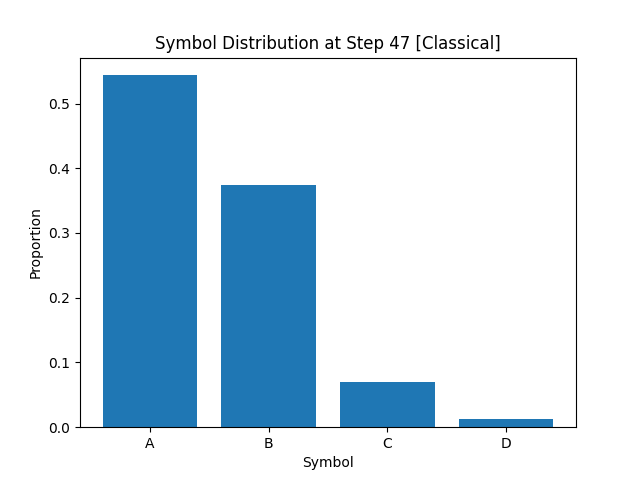 Symbol Distribution at Step 47 [Classical]
Proportion
0.5
0.4
0.3
0.2
0.1
0.0
A B C D
Symbol